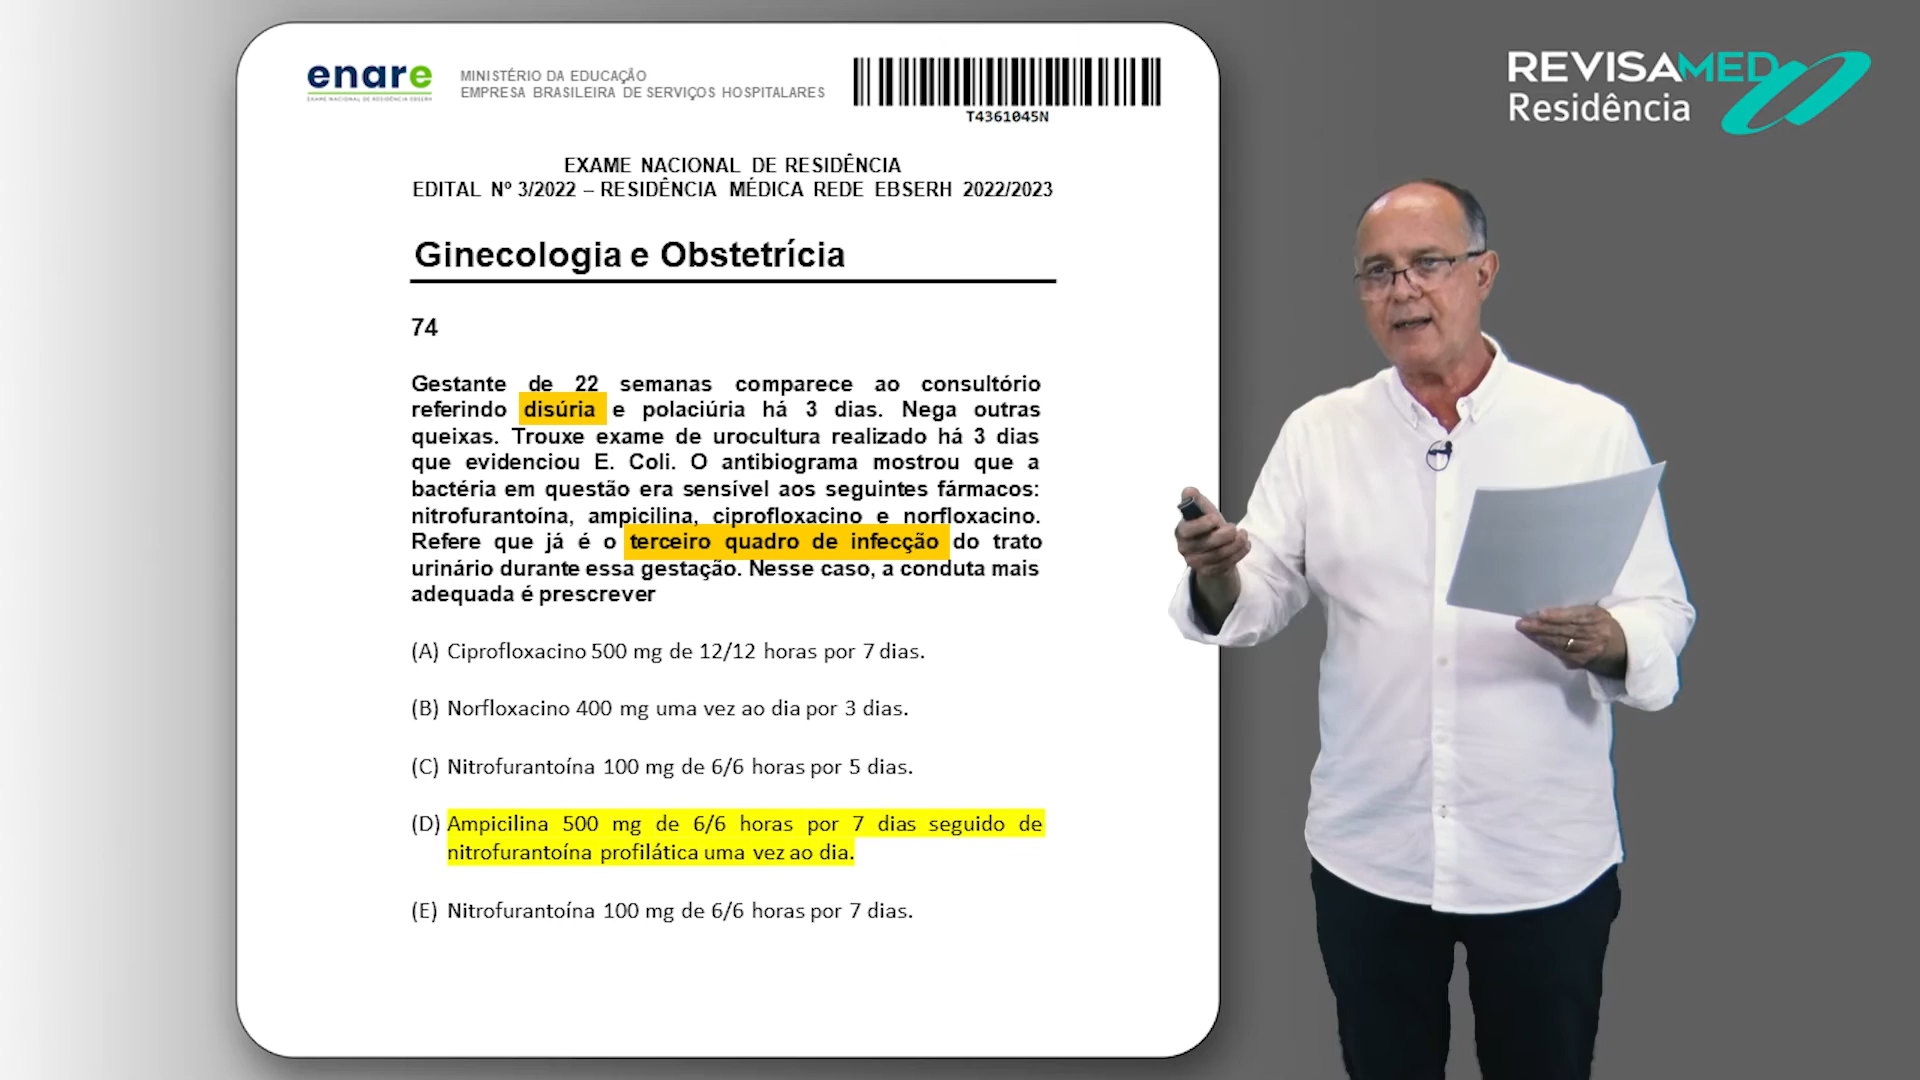 enare
EXAME NACIONAL DE RESIDÊNCIA EBSERH
MINISTÉRIO DA EDUCAÇÃO
EMPRESA BRASILEIRA DE SERVIÇOS HOSPITALARES
T4361045N
REVISAMED
Residência
EXAME NACIONAL DE RESIDÊNCIA
EDITAL Nº 3/2022 – RESIDÊNCIA MÉDICA REDE EBSERH 2022/2023
Ginecologia e Obstetrícia
74
Gestante de 22 semanas comparece ao consultório
referindo disúria e polaciúria há 3 dias. Nega outras
queixas. Trouxe exame de urocultura realizado há 3 dias
que evidenciou E. Coli. O antibiograma mostrou que a
bactéria em questão era sensível aos seguintes fármacos:
nitrofurantoína, ampicilina, ciprofloxacino e norfloxacino.
Refere que já é o terceiro quadro de infecção do trato
urinário durante essa gestação. Nesse caso, a conduta mais
adequada é prescrever
(A) Ciprofloxacino 500 mg de 12/12 horas por 7 dias.
(B) Norfloxacino 400 mg uma vez ao dia por 3 dias.
(C) Nitrofurantoína 100 mg de 6/6 horas por 5 dias.
(D) Ampicilina 500 mg de 6/6 horas por 7 dias seguido de
nitrofurantoína profilática uma vez ao dia.
(E) Nitrofurantoína 100 mg de 6/6 horas por 7 dias.